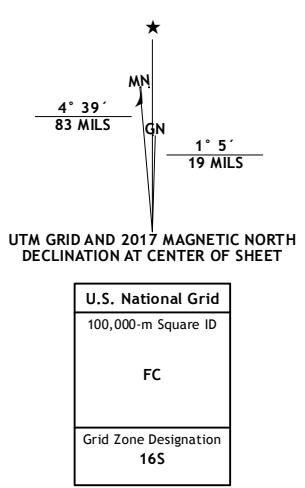 ★
MN
4° 39´
83 MILS
GN
1° 5´
19 MILS
UTM GRID AND 2017 MAGNETIC NORTH
DECLINATION AT CENTER OF SHEET
U.S. National Grid
100,000-m Square ID
FC
Grid Zone Designation
16S